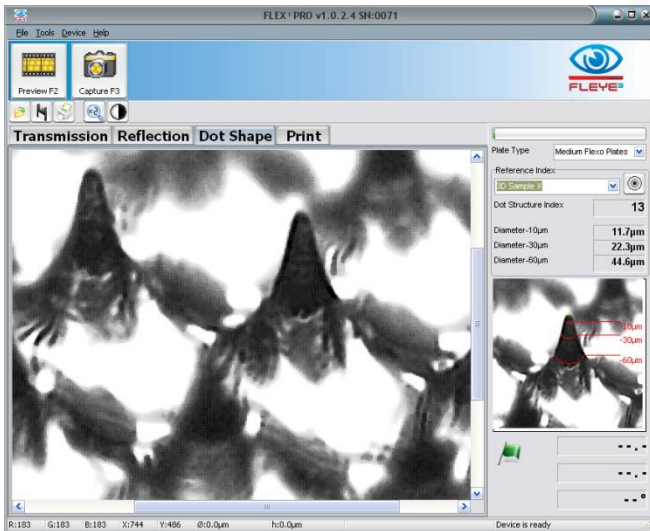 FLEX³ PRO v1.0.2.4 SN:0071
File Tools Device Help
Preview F2 Capture F3
FLEYE³
Transmission Reflection Dot Shape Print
Plate Type Medium Flexo Plates
Reference Index
3D Sample X
Dot Structure Index 13
Diameter-10µm 11.7µm
Diameter-30µm 22.3µm
Diameter-60µm 44.6µm
-10µm
-30µm
-60µm
--.-
--.-
--°
R:183 G:183 B:183 X:744 Y:486 Ø:0.0µm h:0.0µm Device is ready